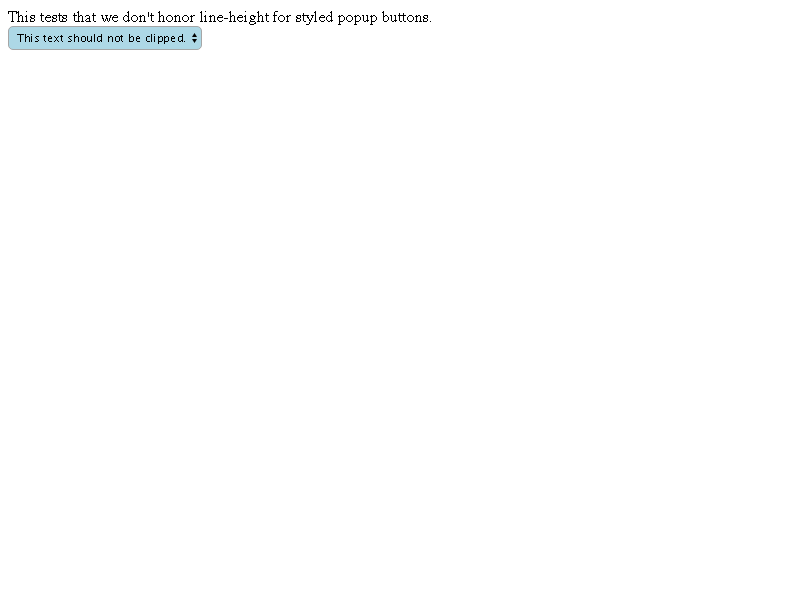 This tests that we don't honor line-height for styled popup buttons.
This text should not be clipped.